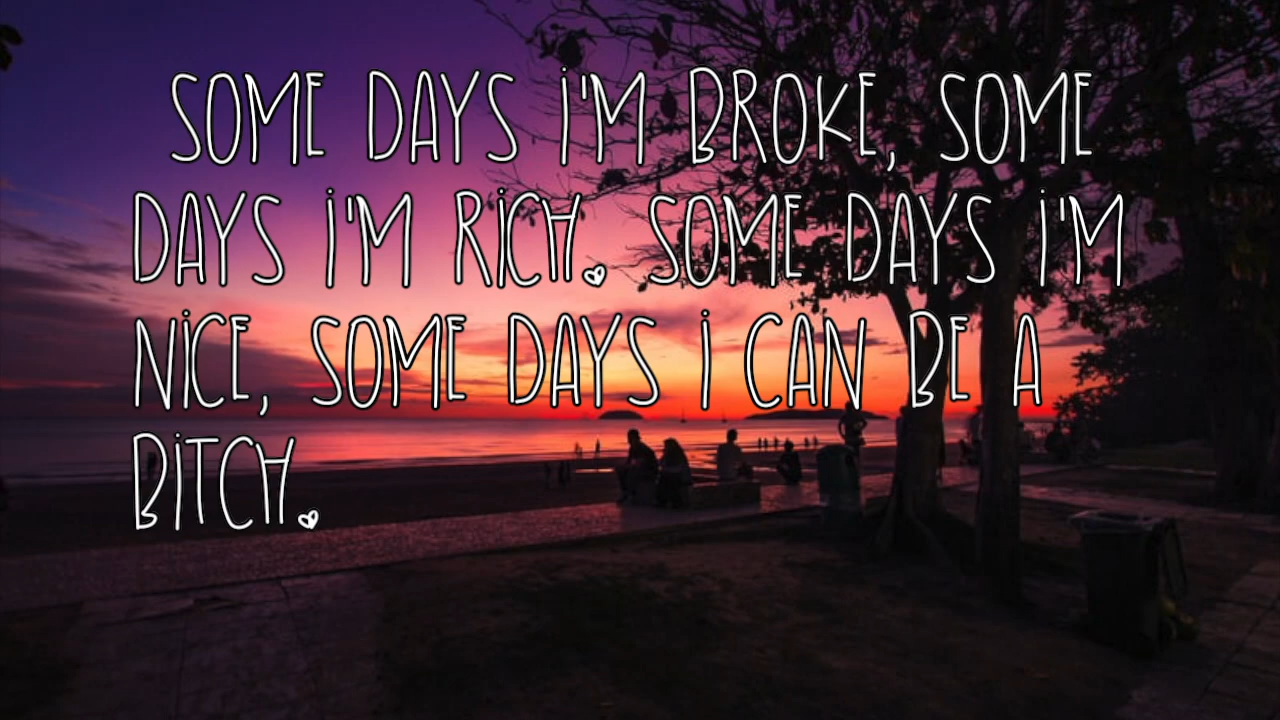 SOME DAYS I'M BROKE, SOME
DAYS I'M RICH. SOME DAYS I'M
NICE, SOME DAYS I CAN BE A
BITCH.